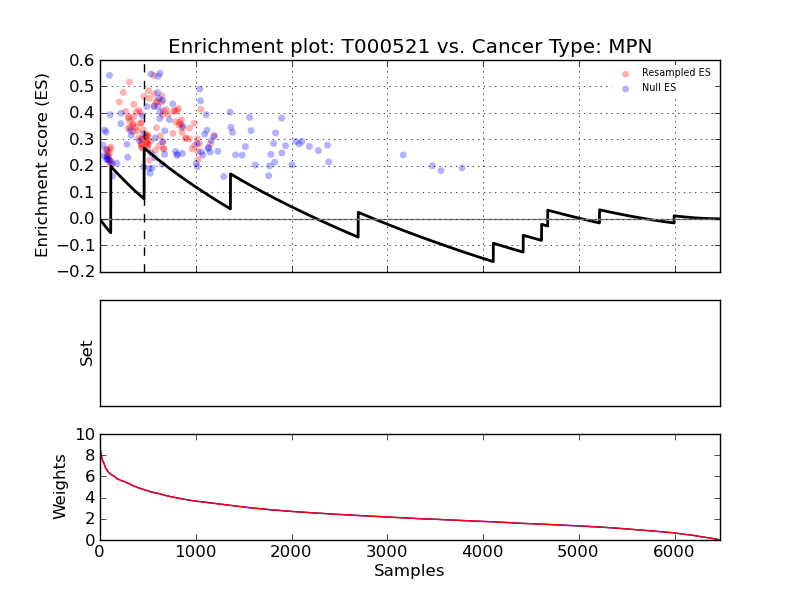 Enrichment plot: T000521 vs. Cancer Type: MPN
Enrichment score (ES)
0.6
0.5
0.4
0.3
0.2
0.1
0.0
−0.1
−0.2
Resampled ES
Null ES
Set
Weights
10
8
6
4
2
0
0 1000 2000 3000 4000 5000 6000
Samples